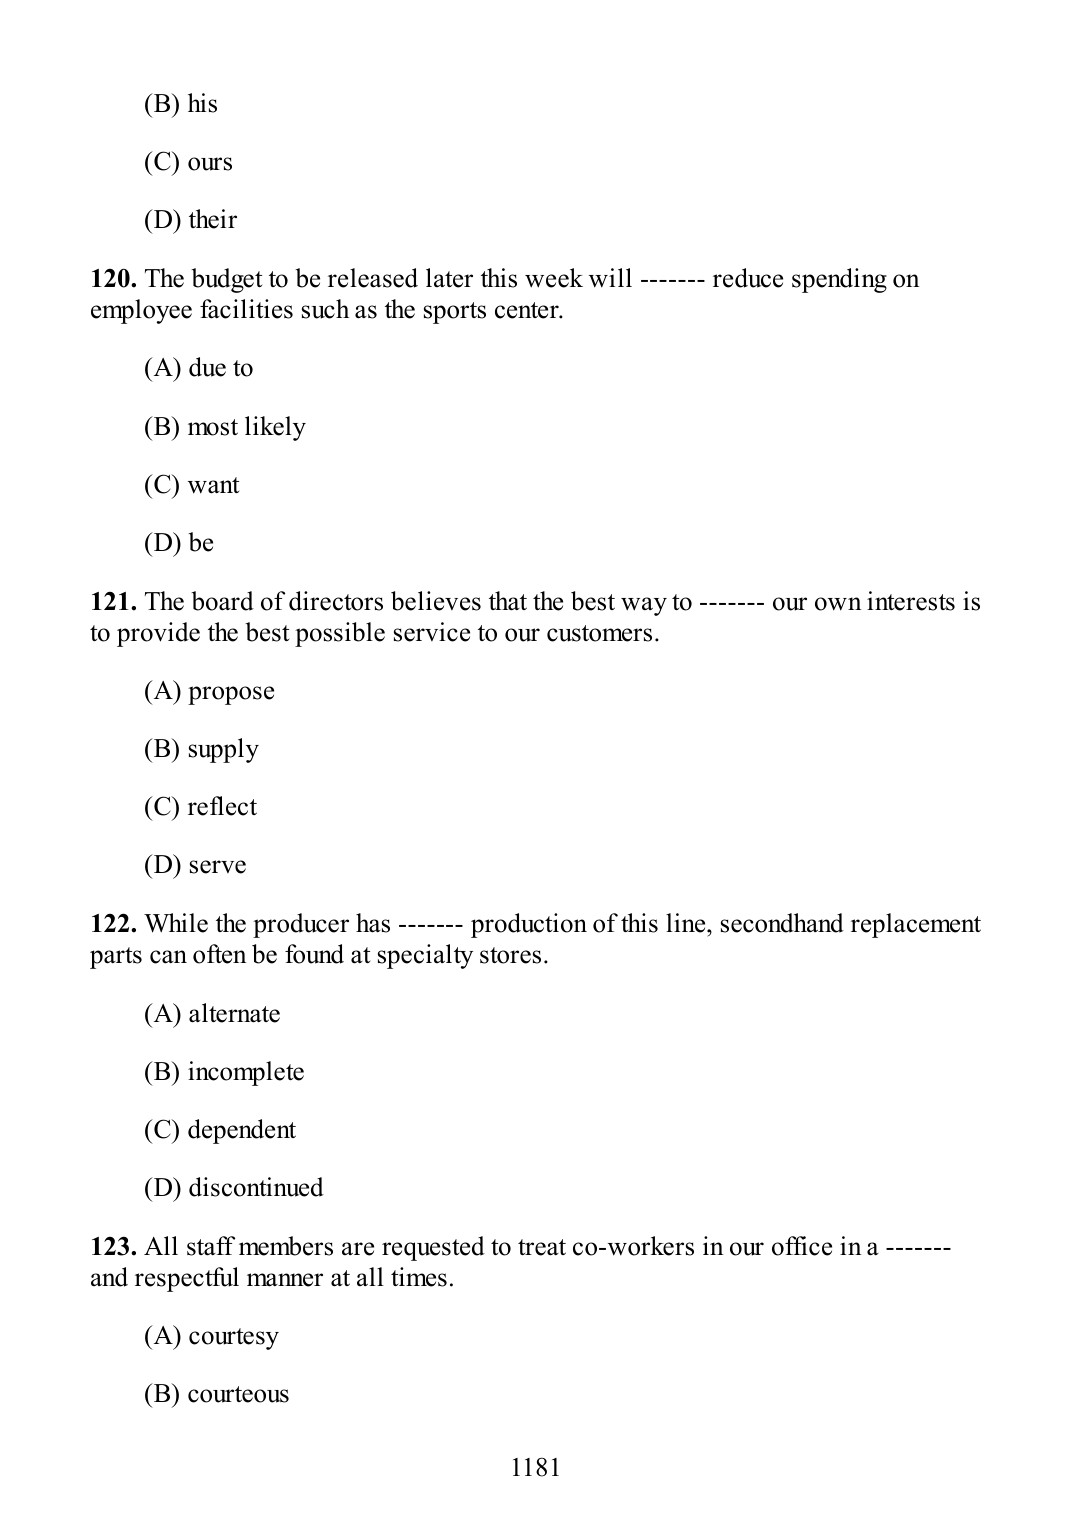 (B) his
(C) ours
(D) their
120. The budget to be released later this week will ------- reduce spending on
employee facilities such as the sports center.
(A) due to
(B) most likely
(C) want
(D) be
121. The board of directors believes that the best way to ------- our own interests is
to provide the best possible service to our customers.
(A) propose
(B) supply
(C) reflect
(D) serve
122. While the producer has ------- production of this line, secondhand replacement
parts can often be found at specialty stores.
(A) alternate
(B) incomplete
(C) dependent
(D) discontinued
123. All staff members are requested to treat co-workers in our office in a -------
and respectful manner at all times.
(A) courtesy
(B) courteous
1181